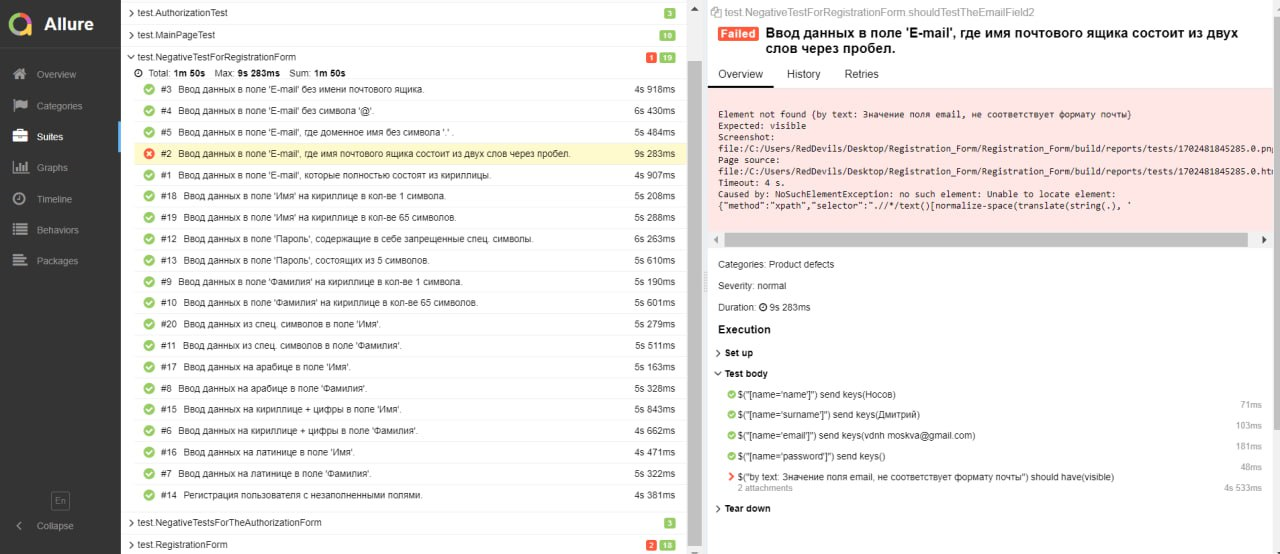 Allure
Overview
Categories
Suites
Graphs
Timeline
Behaviors
Packages
En
Collapse
test.AuthorizationTest 3
test.MainPageTest 10
test.NegativeTestForRegistrationForm 1 19
Total: 1m 50s Max: 9s 283ms Sum: 1m 50s
#3 Ввод данных в поле 'E-mail' без имени почтового ящика. 4s 918ms
#4 Ввод данных в поле 'E-mail' без символа '@'. 6s 430ms
#5 Ввод данных в поле 'E-mail', где доменное имя без символа '.' . 5s 484ms
#2 Ввод данных в поле 'E-mail', где имя почтового ящика состоит из двух слов через пробел. 9s 283ms
#1 Ввод данных в поле 'E-mail', которые полностью состоят из кириллицы. 4s 907ms
#18 Ввод данных в поле 'Имя' на кириллице в кол-ве 1 символа. 5s 208ms
#19 Ввод данных в поле 'Имя' на кириллице в кол-ве 65 символов. 5s 288ms
#12 Ввод данных в поле 'Пароль', содержащие в себе запрещенные спец. символы. 6s 263ms
#13 Ввод данных в поле 'Пароль', состоящих из 5 символов. 5s 610ms
#9 Ввод данных в поле 'Фамилия' на кириллице в кол-ве 1 символа. 5s 190ms
#10 Ввод данных в поле 'Фамилия' на кириллице в кол-ве 65 символов. 5s 601ms
#20 Ввод данных из спец. символов в поле 'Имя'. 5s 279ms
#11 Ввод данных из спец. символов в поле 'Фамилия'. 5s 511ms
#17 Ввод данных на арабице в поле 'Имя'. 5s 163ms
#8 Ввод данных на арабице в поле 'Фамилия'. 5s 328ms
#15 Ввод данных на кириллице + цифры в поле 'Имя'. 5s 843ms
#6 Ввод данных на кириллице + цифры в поле 'Фамилия'. 4s 662ms
#16 Ввод данных на латинице в поле 'Имя'. 4s 471ms
#7 Ввод данных на латинице в поле 'Фамилия'. 5s 322ms
#14 Регистрация пользователя с незаполненными полями. 4s 381ms
test.NegativeTestsForTheAuthorizationForm 3
test.RegistrationForm 2 18
test.NegativeTestForRegistrationForm.shouldTestTheEmailField2
Failed Ввод данных в поле 'E-mail', где имя почтового ящика состоит из двух
слов через пробел.
Overview History Retries
Element not found {by text: Значение поля email, не соответствует формату почты}
Expected: visible
Screenshot:
file:/C:/Users/RedDevils/Desktop/Registration_Form/Registration_Form/build/reports/tests/1702481845285.0.png
Page source:
file:/C:/Users/RedDevils/Desktop/Registration_Form/Registration_Form/build/reports/tests/1702481845285.0.htm
Timeout: 4 s.
Caused by: NoSuchElementException: no such element: Unable to locate element:
{"method":"xpath","selector":".//*/text()[normalize-space(translate(string(.), '
Categories: Product defects
Severity: normal
Duration: 9s 283ms
Execution
Set up
Test body
$("[name='name']") send keys(Носов)
71ms
$("[name='surname']") send keys(Дмитрий)
103ms
$("[name='email']") send keys(vdnh moskva@gmail.com)
181ms
$("[name='password']") send keys()
48ms
$("by text: Значение поля email, не соответствует формату почты") should have(visible)
2 attachments 4s 533ms
Tear down